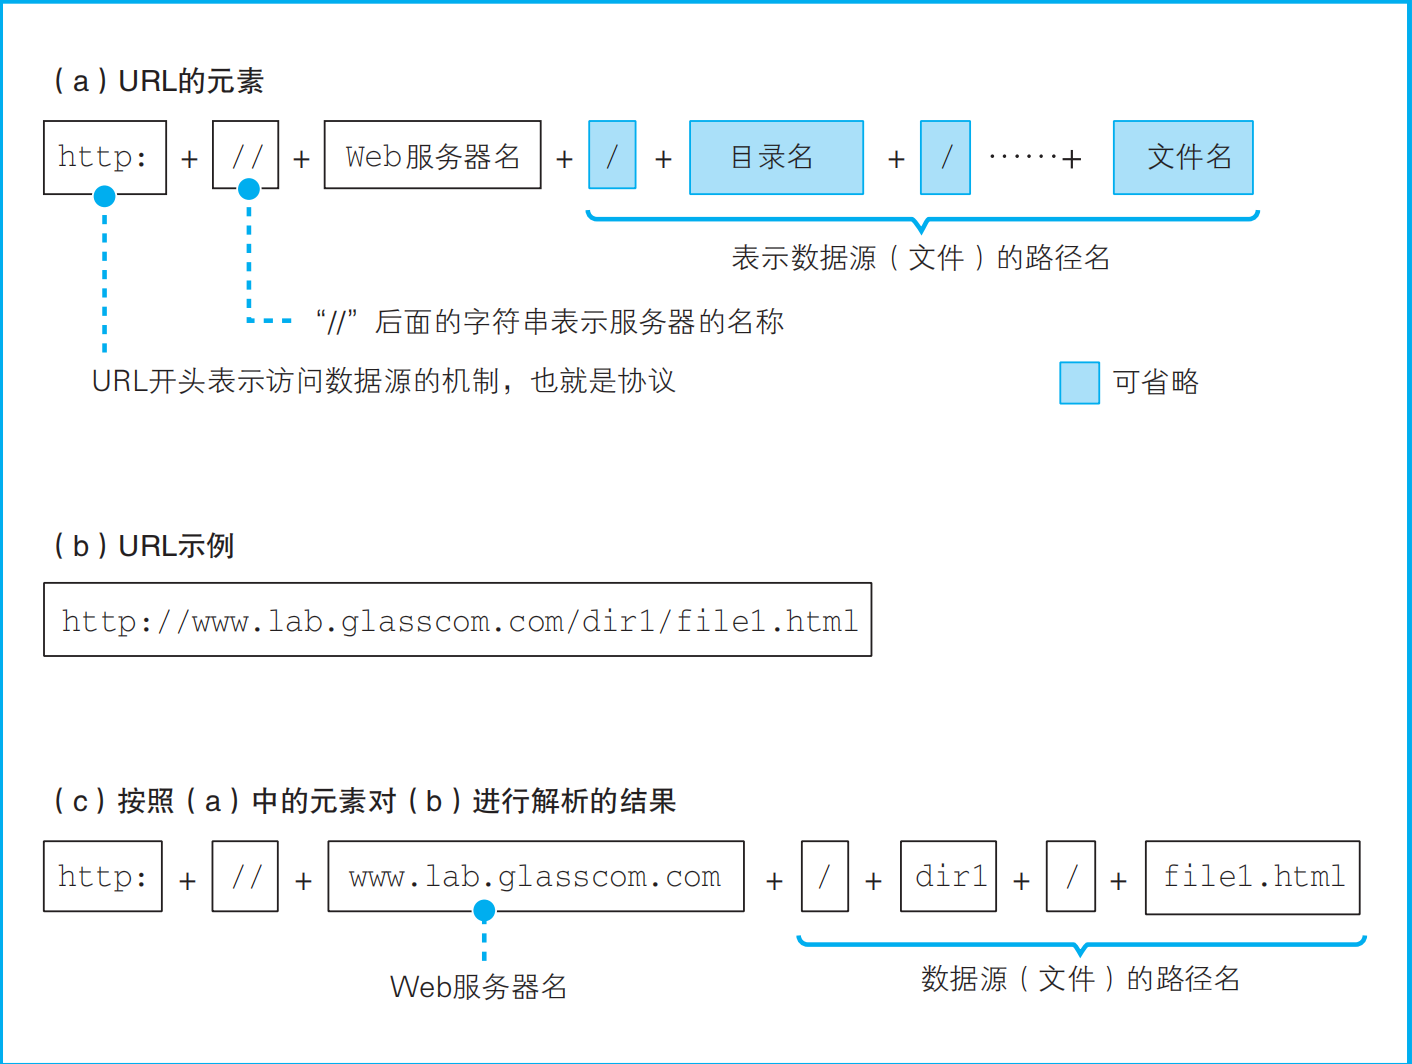 （a）URL的元素
http: + // + Web服务器名 + / + 目录名 + / ……+ 文件名
表示数据源（文件）的路径名
“//”后面的字符串表示服务器的名称
URL开头表示访问数据源的机制，也就是协议
可省略
（b）URL示例
http://www.lab.glasscom.com/dir1/file1.html
（c）按照（a）中的元素对（b）进行解析的结果
http: + // + www.lab.glasscom.com + / + dir1 + / + file1.html
Web服务器名
数据源（文件）的路径名